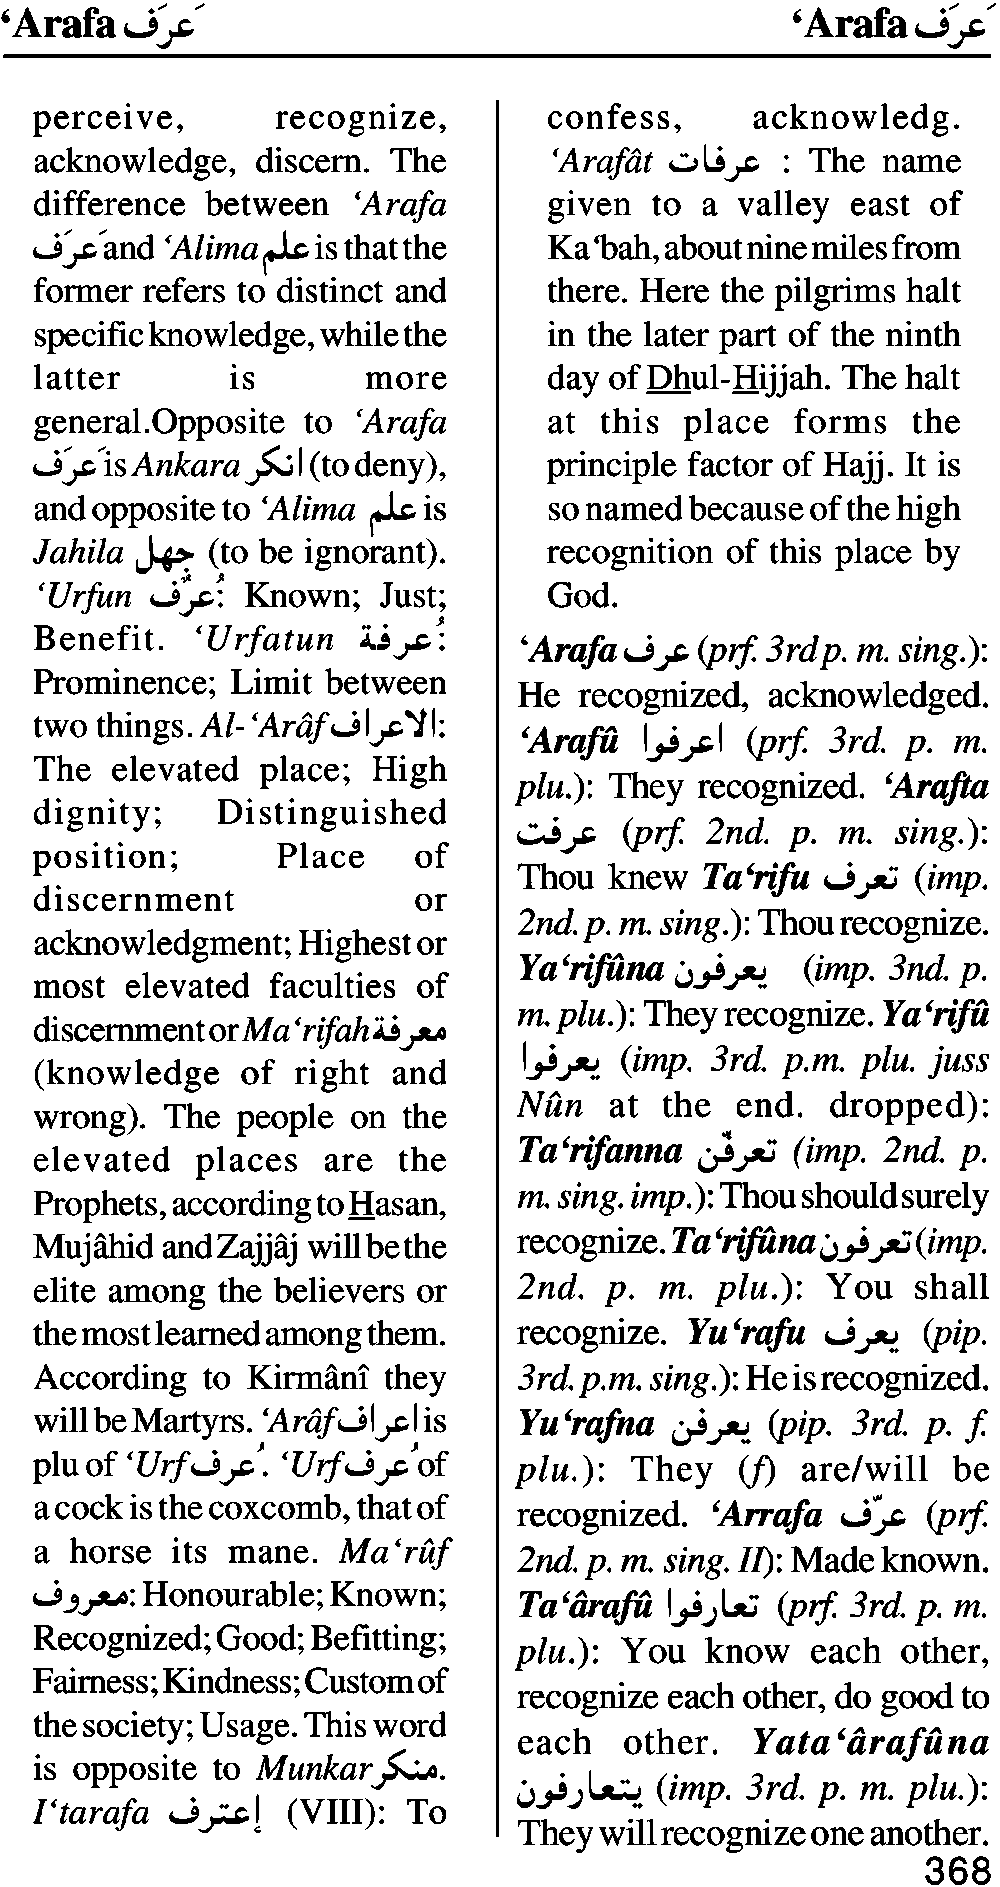 ‘Arafa عَرَف ‘Arafa عَرَف
perceive, recognize,
acknowledge, discern. The
difference between ‘Arafa
عَرَف and ‘Alima علم is that the
former refers to distinct and
specific knowledge, while the
latter is more
general.Opposite to ‘Arafa
عَرَف is Ankara انكر (to deny),
and opposite to ‘Alima علم is
Jahila جهل (to be ignorant).
‘Urfun عُرٌف: Known; Just;
Benefit. ‘Urfatun عُرفة:
Prominence; Limit between
two things. Al-‘Arâf الاعراف:
The elevated place; High
dignity; Distinguished
position; Place of
discernment or
acknowledgment; Highest or
most elevated faculties of
discernment or Ma‘rifah معرفة
(knowledge of right and
wrong). The people on the
elevated places are the
Prophets, according to Hasan,
Mujâhid and Zajjâj will be the
elite among the believers or
the most learned among them.
According to Kirmânî they
will be Martyrs. ‘Arâf اعراف is
plu of ‘Urf عُرف. ‘Urf عُرف of
a cock is the coxcomb, that of
a horse its mane. Ma‘rûf
معروف: Honourable; Known;
Recognized; Good; Befitting;
Fairness; Kindness; Custom of
the society; Usage. This word
is opposite to Munkar منكر.
I‘tarafa إعترف (VIII): To
confess, acknowledg.
‘Arafât عرفات : The name
given to a valley east of
Ka‘bah, about nine miles from
there. Here the pilgrims halt
in the later part of the ninth
day of Dhul-Hijjah. The halt
at this place forms the
principle factor of Hajj. It is
so named because of the high
recognition of this place by
God.
‘Arafa عرف (prf. 3rd p. m. sing.):
He recognized, acknowledged.
‘Arafû اعرفوا (prf. 3rd. p. m.
plu.): They recognized. ‘Arafta
عرفت (prf. 2nd. p. m. sing.):
Thou knew Ta‘rifu تعرف (imp.
2nd. p. m. sing.): Thou recognize.
Ya‘rifûna يعرفون (imp. 3nd. p.
m. plu.): They recognize. Ya‘rifû
يعرفوا (imp. 3rd. p.m. plu. juss
Nûn at the end. dropped):
Ta‘rifanna تعرفّن (imp. 2nd. p.
m. sing. imp.): Thou should surely
recognize. Ta‘rifûna تعرفون (imp.
2nd. p. m. plu.): You shall
recognize. Yu‘rafu يعرف (pip.
3rd. p.m. sing.): He is recognized.
Yu‘rafna يعرفن (pip. 3rd. p. f.
plu.): They (f) are/will be
recognized. ‘Arrafa عرّف (prf.
2nd. p. m. sing. II): Made known.
Ta‘ârafû تعارفوا (prf. 3rd. p. m.
plu.): You know each other,
recognize each other, do good to
each other. Yata‘ârafûna
يتعارفون (imp. 3rd. p. m. plu.):
They will recognize one another.
368